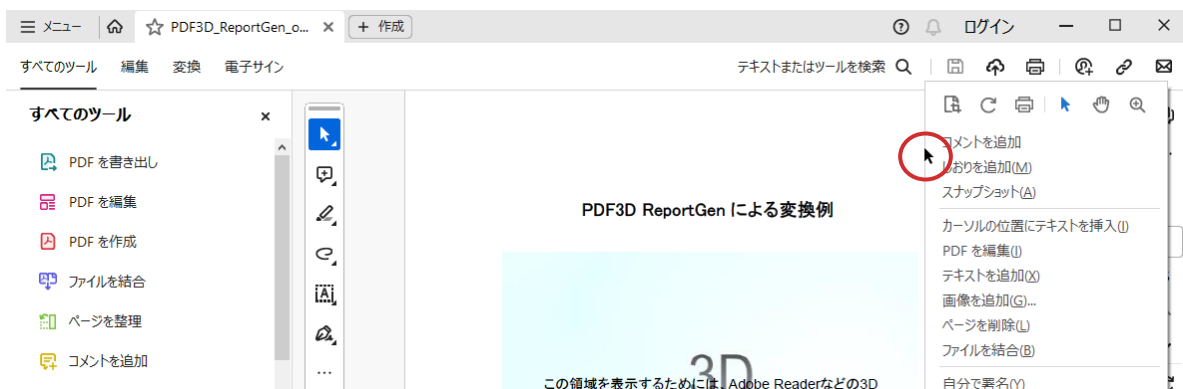 メニュー PDF3D_ReportGen_o... × + 作成 ログイン
すべてのツール 編集 変換 電子サイン テキストまたはツールを検索
すべてのツール
PDF を書き出し
PDF を編集
PDF を作成
ファイルを結合
ページを整理
コメントを追加
PDF3D ReportGen による変換例
3D
この領域を表示するためには、Adobe Readerなどの3D
コメントを追加
しおりを追加(M)
スナップショット(A)
カーソルの位置にテキストを挿入(I)
PDF を編集(I)
テキストを追加(X)
画像を追加(G)...
ページを削除(L)
ファイルを結合(B)
自分で署名(Y)